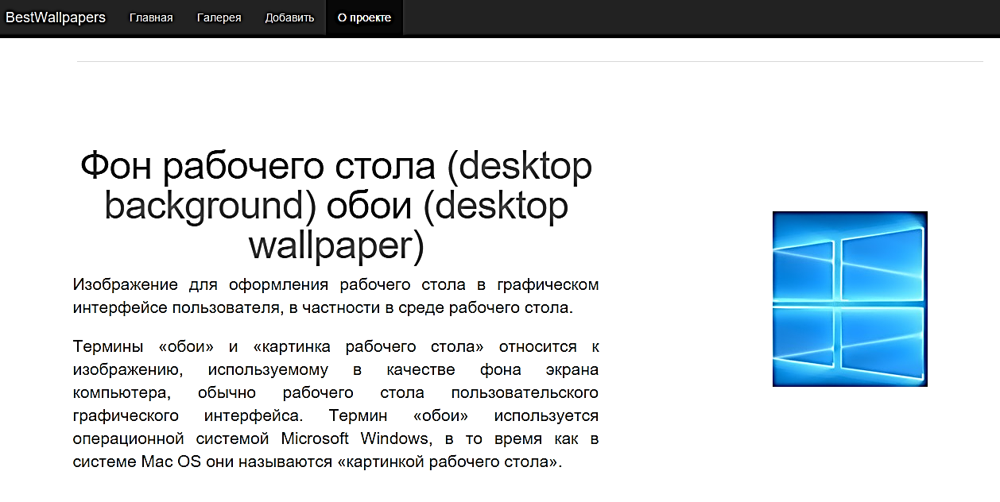 BestWallpapers Главная Галерея Добавить О проекте
Фон рабочего стола (desktop
background) обои (desktop
wallpaper)
Изображение для оформления рабочего стола в графическом
интерфейсе пользователя, в частности в среде рабочего стола.
Термины «обои» и «картинка рабочего стола» относится к
изображению, используемому в качестве фона экрана
компьютера, обычно рабочего стола пользовательского
графического интерфейса. Термин «обои» используется
операционной системой Microsoft Windows, в то время как в
системе Mac OS они называются «картинкой рабочего стола».